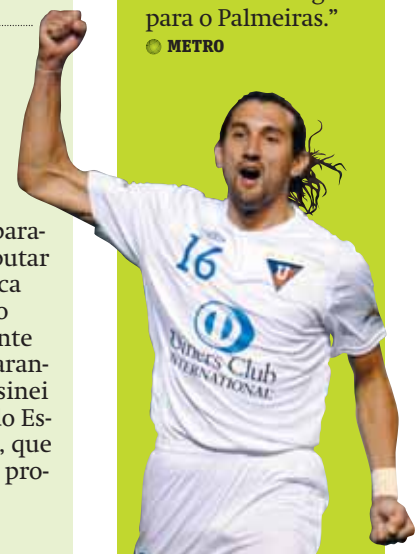 para o Palmeiras.”
METRO
para-
putar
ca
o
nte
aran-
sinei
o Es-
, que
pro-
16
U
Diners Club
INTERNATIONAL